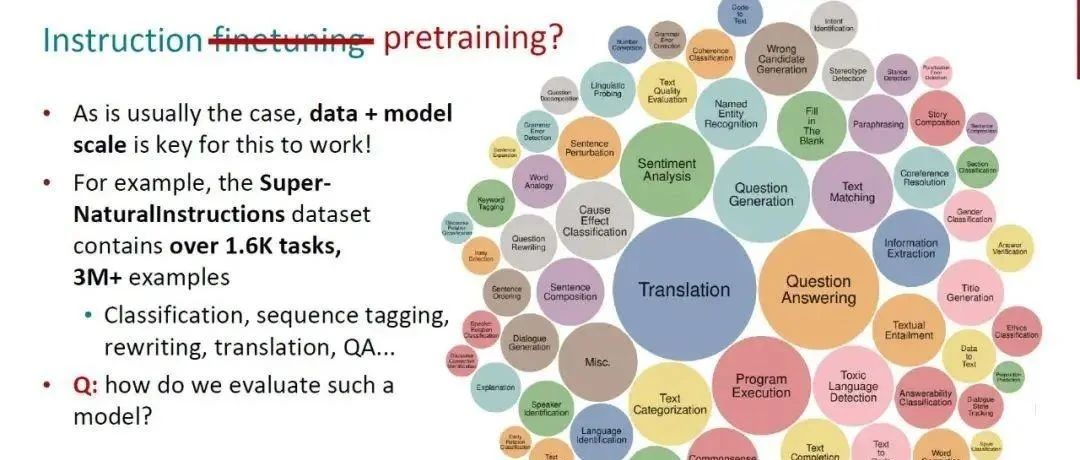 Instruction finetuning pretraining?
• As is usually the case, data + model
scale is key for this to work!
• For example, the Super-
NaturalInstructions dataset
contains over 1.6K tasks,
3M+ examples
• Classification, sequence tagging,
rewriting, translation, QA...
• Q: how do we evaluate such a
model?
Code
to
Text
Intent
Identification
Number
Conversion
Grammar
Error
Correction
Coherence
Classification
Wrong
Candidate
Generation
Stereotype
Detection
Stance
Detection
Punctuation
Error
Detection
Question
Decomposition
Linguistic
Probing
Text
Quality
Evaluation
Named
Entity
Recognition
Fill
in
The
Blank
Paraphrasing
Story
Composition
Sentence
Compression
Grammar
Error
Detection
Sentence
Expansion
Sentence
Perturbation
Sentiment
Analysis
Question
Generation
Text
Matching
Coreference
Resolution
Section
Classification
Word
Analogy
Keyword
Tagging
Cause
Effect
Classification
Gender
Classification
Discourse
Relation
Classification
Question
Rewriting
Irony
Detection
Information
Extraction
Answer
Verification
Sentence
Ordering
Sentence
Composition
Translation
Question
Answering
Title
Generation
Speaker
Relation
Classification
Dialogue
Generation
Misc.
Textual
Entailment
Ethics
Classification
Data
to
Text
Discourse
Connective
Identification
Explanation
Program
Execution
Toxic
Language
Detection
Answerability
Classification
Preposition
Prediction
Dialogue
State
Tracking
Speaker
Identification
Text
Categorization
Language
Identification
Entity
Relation
Classification
Text
Commonsense
Text
Completion
Text
to
Word
Spam
Classification